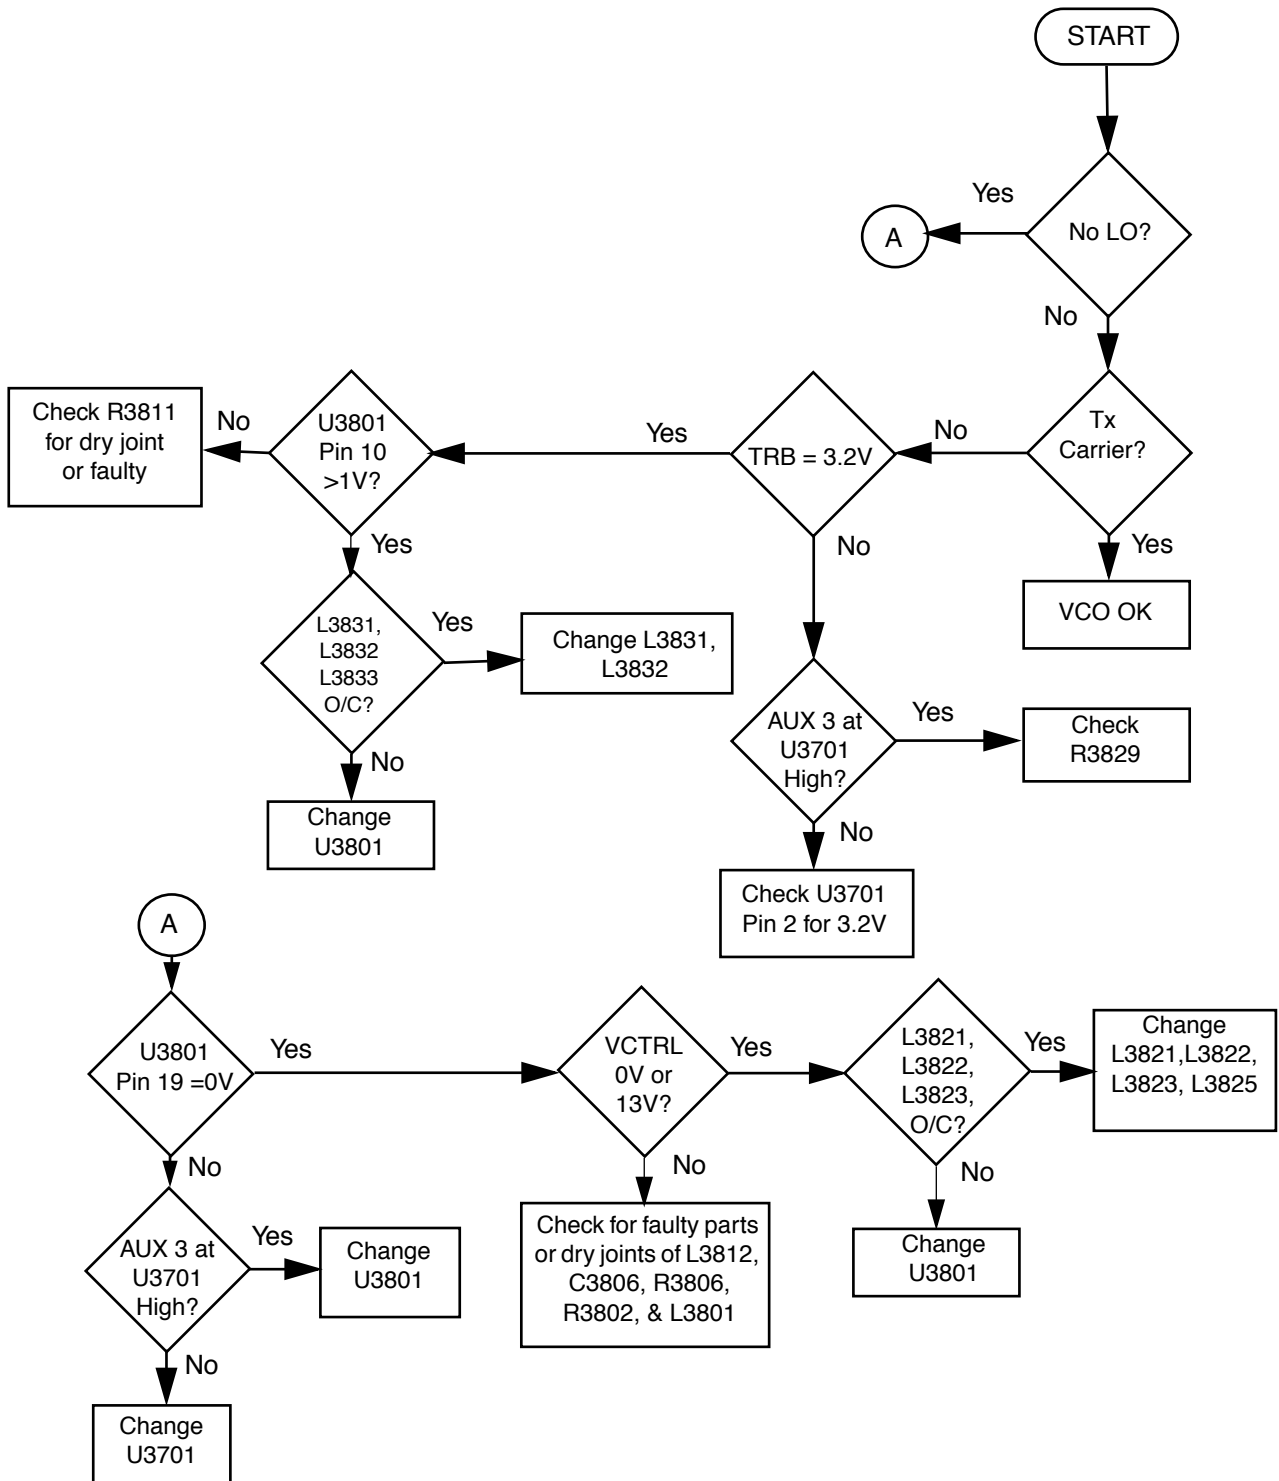 START
Yes
A
No LO?
No
Check R3811
for dry joint
or faulty
No
U3801
Pin 10
>1V?
Yes
TRB = 3.2V
No
Tx
Carrier?
Yes
No
Yes
VCO OK
L3831,
L3832
L3833
O/C?
Yes
Change L3831,
L3832
No
Change
U3801
AUX 3 at
U3701
High?
Yes
Check
R3829
No
Check U3701
Pin 2 for 3.2V
A
U3801
Pin 19 =0V
Yes
VCTRL
0V or
13V?
Yes
L3821,
L3822,
L3823,
O/C?
Yes
Change
L3821,L3822,
L3823, L3825
No
No
No
AUX 3 at
U3701
High?
Yes
Change
U3801
Check for faulty parts
or dry joints of L3812,
C3806, R3806,
R3802, & L3801
Change
U3801
No
Change
U3701